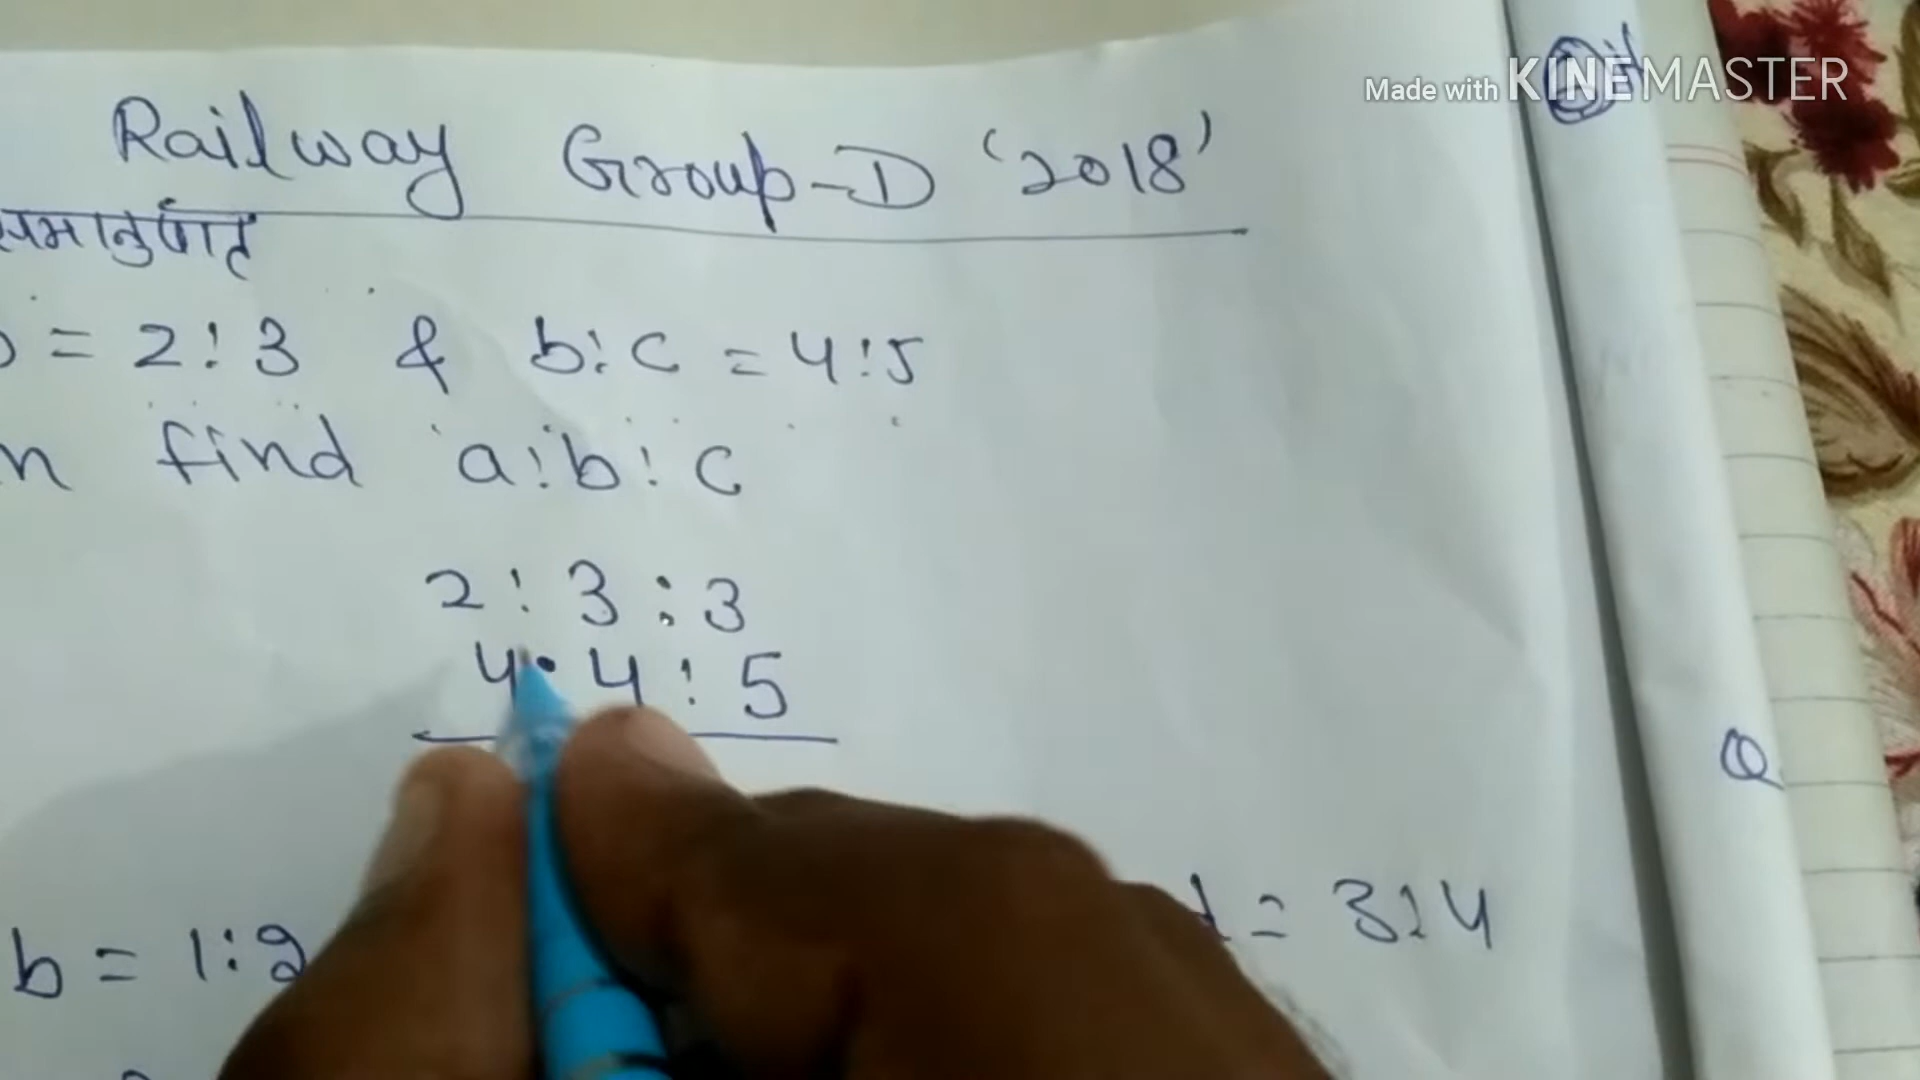 Made with KINEMASTER
Railway Group-D '2018'
समानुपात
= 2:3 & b:c = 4:5
n find a:b:c
2:3:3
4:4:5
b = 1:2
= 3:4
Q